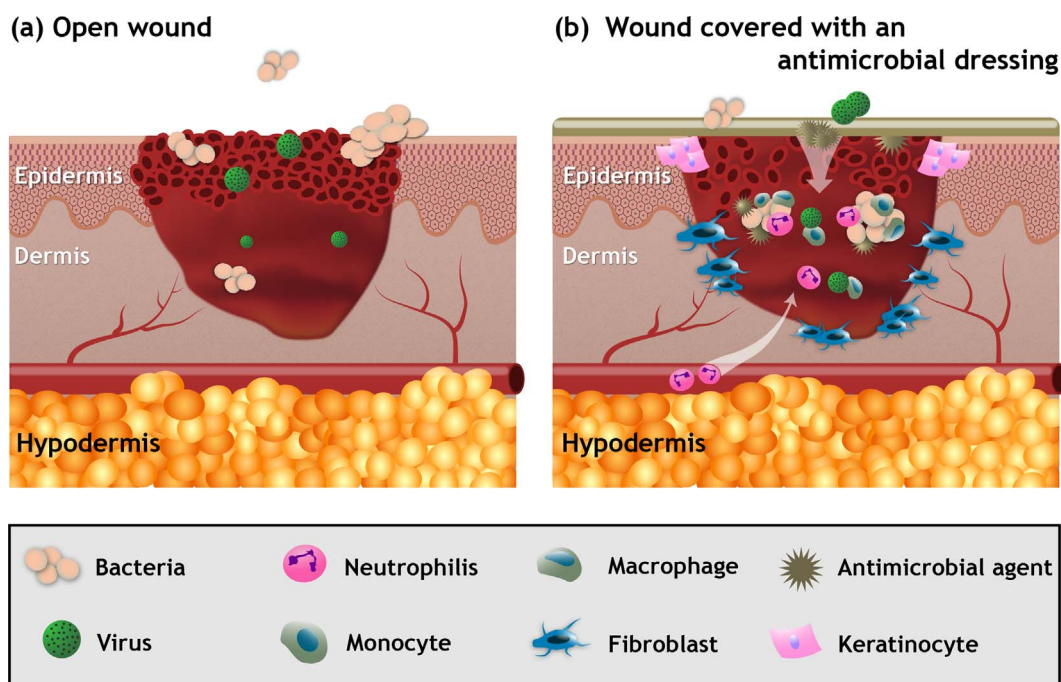 (a) Open wound
(b) Wound covered with an
antimicrobial dressing
Epidermis
Dermis
Hypodermis
Epidermis
Dermis
Hypodermis
Bacteria
Neutrophilis
Macrophage
Antimicrobial agent
Virus
Monocyte
Fibroblast
Keratinocyte